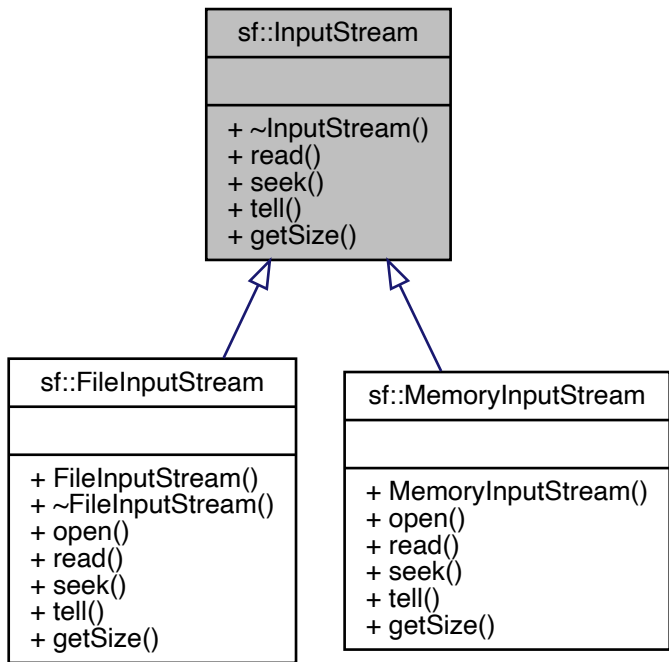 sf::InputStream
+ ~InputStream()
+ read()
+ seek()
+ tell()
+ getSize()
sf::FileInputStream
+ FileInputStream()
+ ~FileInputStream()
+ open()
+ read()
+ seek()
+ tell()
+ getSize()
sf::MemoryInputStream
+ MemoryInputStream()
+ open()
+ read()
+ seek()
+ tell()
+ getSize()